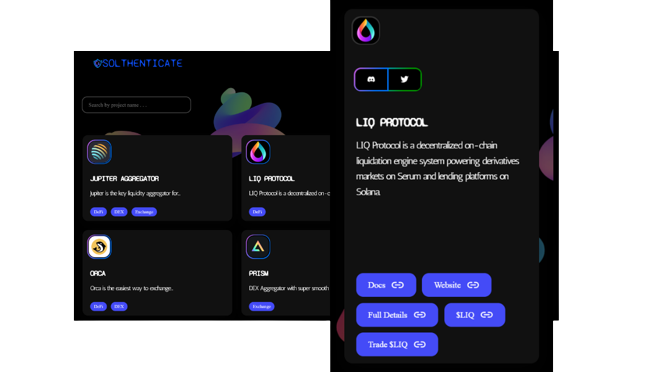 SOLTHENTICATE
Search by project name . . .
JUPITER AGGREGATOR
Jupiter is the key liquidity aggregator for..
DeFi DEX Exchange
LIQ PROTOCOL
LIQ Protocol is a decentralized on-c
DeFi
ORCA
Orca is the easiest way to exchange..
DeFi DEX
PRISM
DEX Aggregator with super smooth
Exchange
LIQ PROTOCOL
LIQ Protocol is a decentralized on-chain
liquidation engine system powering derivatives
markets on Serum and lending platforms on
Solana.
Docs Website
Full Details $LIQ
Trade $LIQ